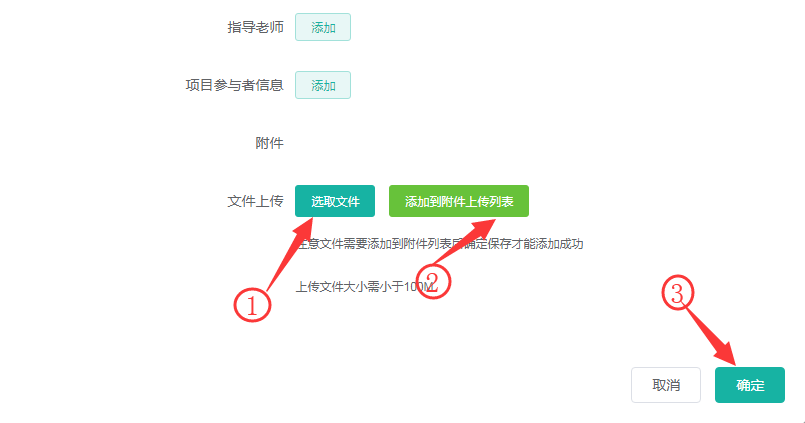 指导老师 添加
项目参与者信息 添加
附件
文件上传 选取文件 添加到附件上传列表
注意文件需要添加到附件列表后确定保存才能添加成功
① ②
上传文件大小需小于100M
③
取消 确定